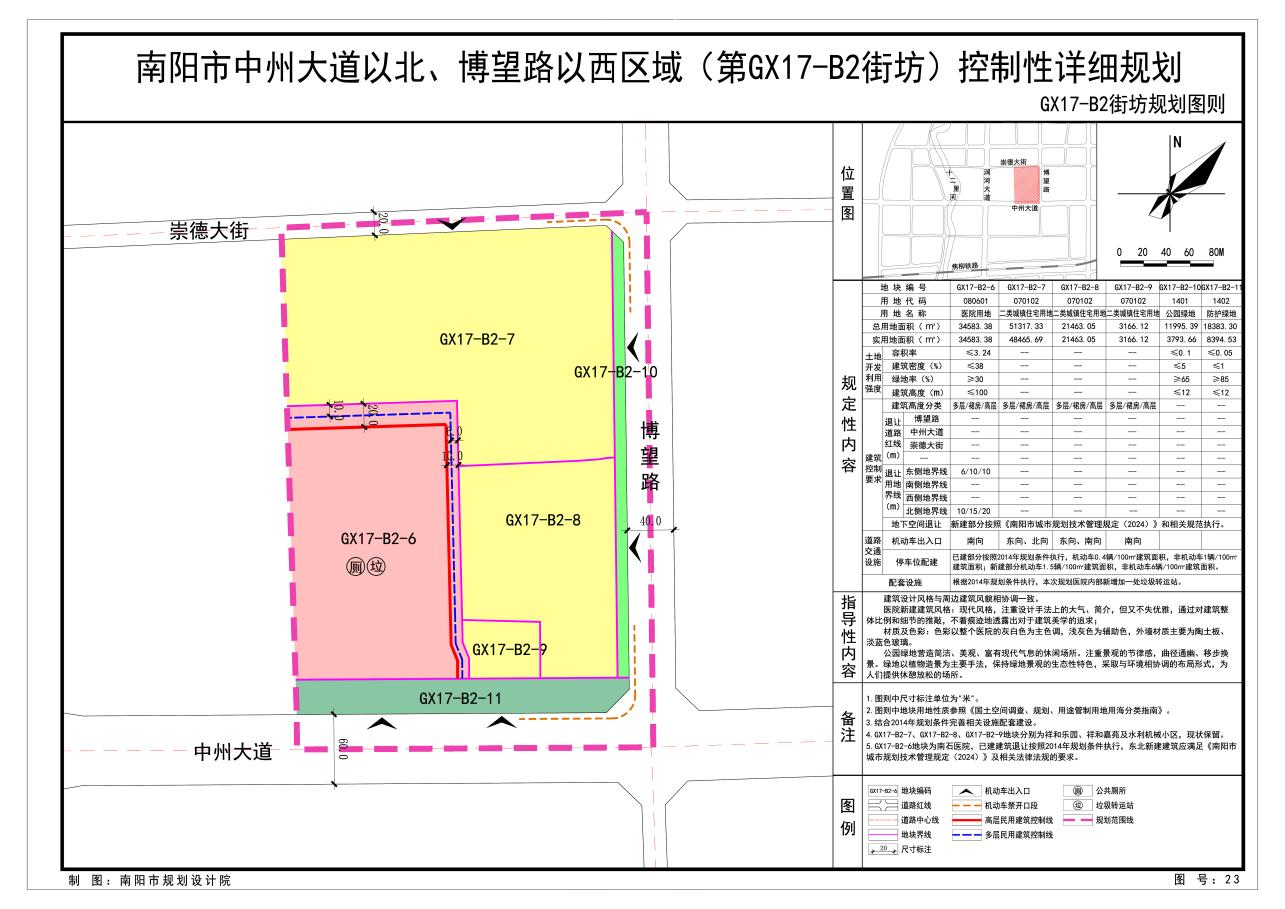 南阳市中州大道以北、博望路以西区域（第GX17-B2街坊）控制性详细规划
GX17-B2街坊规划图则
崇德大街
20.0
GX17-B2-7
GX17-B2-10
10.0
20.0
博望路
40.0
GX17-B2-8
GX17-B2-6
厕 垃
GX17-B2-9
GX17-B2-11
中州大道
60.0
位置图
崇德大街
十二里河
润河大道
博望路
中州大道
焦柳铁路
N
0 20 40 60 80M
规定性内容
地块编号 GX17-B2-6 GX17-B2-7 GX17-B2-8 GX17-B2-9 GX17-B2-10 GX17-B2-11
用地代码 080601 070102 070102 070102 1401 1402
用地名称 医院用地 二类城镇住宅用地 二类城镇住宅用地 二类城镇住宅用地 公园绿地 防护绿地
总用地面积（㎡） 34583.38 51317.33 21463.05 3166.12 11995.39 18383.30
实用地面积（㎡） 34583.38 48465.69 21463.05 3166.12 3793.66 8394.53
土地开发利用强度
容积率 ≤3.24 —— —— —— ≤0.1 ≤0.05
建筑密度（%） ≤38 —— —— —— ≤5 ≤1
绿地率（%） ≥30 —— —— —— ≥65 ≥85
建筑高度（m） ≤100 —— —— —— ≤12 ≤12
建筑控制要求
建筑高度分类 多层/裙房/高层 多层/裙房/高层 多层/裙房/高层 多层/裙房/高层 —— ——
退让道路红线(m)
博望路 —— —— —— —— —— ——
中州大道 —— —— —— —— —— ——
崇德大街 —— —— —— —— —— ——
—— —— —— —— —— —— ——
退让用地界线(m)
东侧地界线 6/10/10 —— —— —— —— ——
南侧地界线 —— —— —— —— —— ——
西侧地界线 —— —— —— —— —— ——
北侧地界线 10/15/20 —— —— —— —— ——
地下空间退让 新建部分按照《南阳市城市规划技术管理规定（2024）》和相关规范执行。
道路交通设施
机动车出入口 南向 东向、北向 东向、南向 南向
停车位配建 已建部分按照2014年规划条件执行，机动车0.4辆/100㎡建筑面积，非机动车1辆/100㎡
建筑面积；新建部分机动车1.5辆/100㎡建筑面积，非机动车6辆/100㎡建筑面积。
配套设施 根据2014年规划条件执行，本次规划医院内部新增加一处垃圾转运站。
指导性内容
建筑设计风格与周边建筑风貌相协调一致。
医院新建建筑风格：现代风格，注重设计手法上的大气、简介，但又不失优雅，通过对建筑整
体比例和细节的推敲，不着痕迹地透露出对于建筑美学的追求；
材质及色彩：色彩以整个医院的灰白色为主色调，浅灰色为辅助色，外墙材质主要为陶土板、
淡蓝色玻璃。
公园绿地营造简洁、美观、富有现代气息的休闲场所。注重景观的节律感，曲径通幽、移步换
景。绿地以植物造景为主要手法，保持绿地景观的生态性特色，采取与环境相协调的布局形式，为
人们提供休憩放松的场所。
备注
1.图则中尺寸标注单位为"米"。
2.图则中地块用地性质参照《国土空间调查、规划、用途管制用地用海分类指南》。
3.结合2014年规划条件完善相关设施配套建设。
4.GX17-B2-7、GX17-B2-8、GX17-B2-9地块分别为祥和乐园、祥和嘉苑及水利机械小区，现状保留。
5.GX17-B2-6地块为南石医院，已建建筑退让按照2014年规划条件执行，东北新建建筑应满足《南阳市
城市规划技术管理规定（2024）》及相关法律法规的要求。
图例
GX17-B2-6 地块编码 机动车出入口 厕 公共厕所
道路红线 机动车禁开口段 垃 垃圾转运站
道路中心线 高层民用建筑控制线 规划范围线
地块界线 多层民用建筑控制线
20 尺寸标注
制 图：南阳市规划设计院
图 号：23